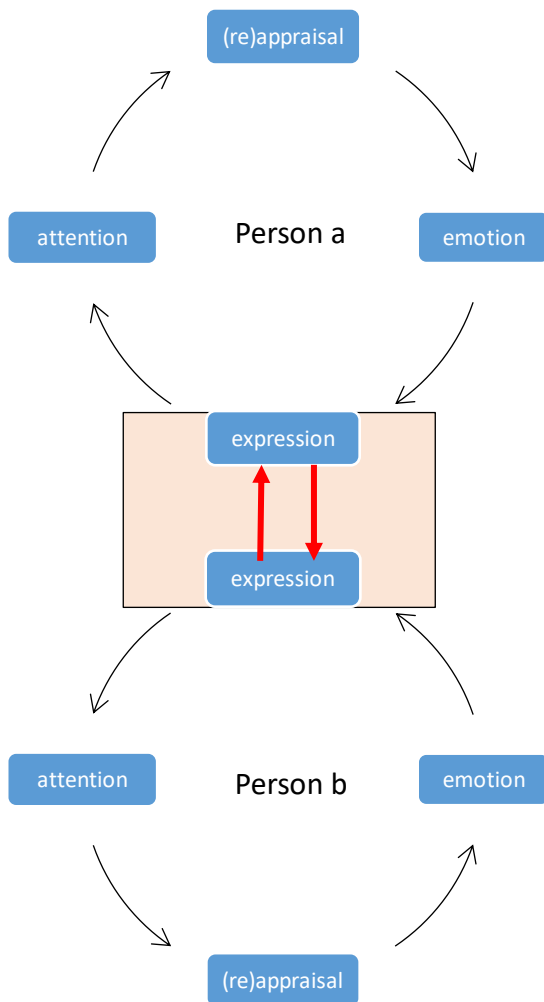 (re)appraisal
attention
Person a
emotion
expression
expression
attention
Person b
emotion
(re)appraisal